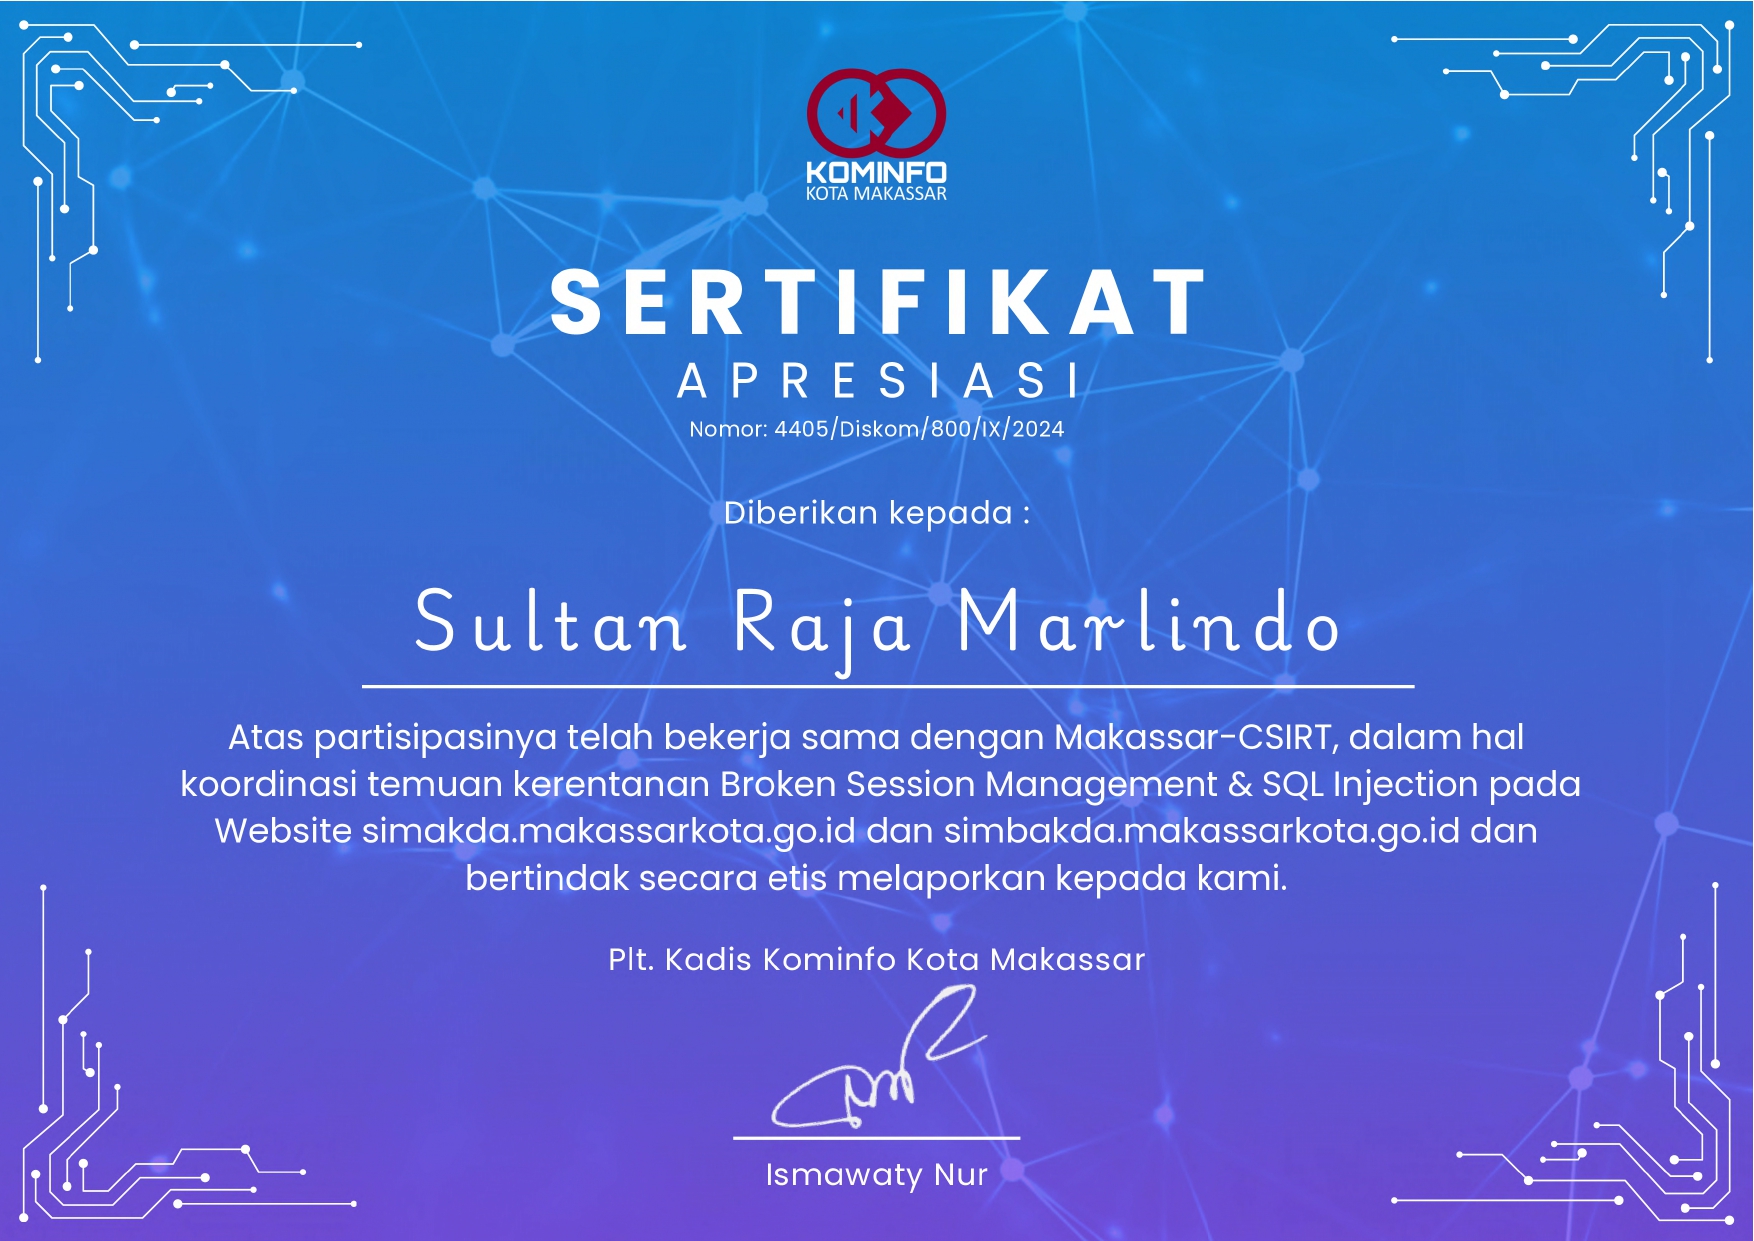 KOMINFO
KOTA MAKASSAR
SERTIFIKAT
APRESIASI
Nomor: 4405/Diskom/800/IX/2024
Diberikan kepada :
Sultan Raja Marlindo
Atas partisipasinya telah bekerja sama dengan Makassar-CSIRT, dalam hal
koordinasi temuan kerentanan Broken Session Management & SQL Injection pada
Website simakda.makassarkota.go.id dan simbakda.makassarkota.go.id dan
bertindak secara etis melaporkan kepada kami.
Plt. Kadis Kominfo Kota Makassar
Ismawaty Nur